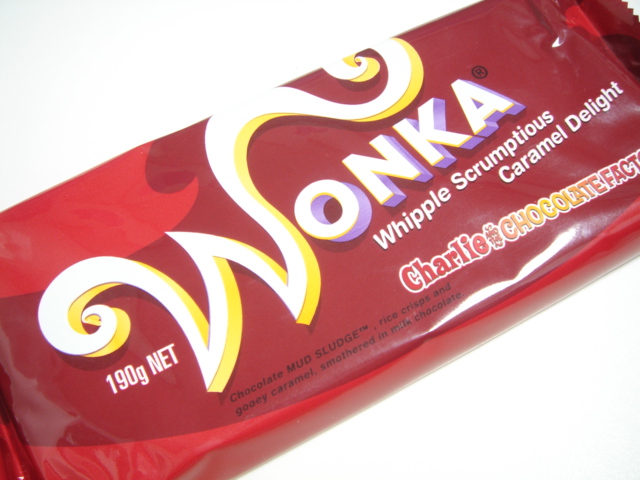 WONKA®
Whipple Scrumptious
Caramel Delight
Charlie and the CHOCOLATE FACTO
190g NET
Chocolate MUD SLUDGE™, rice crisps and
gooey caramel, smothered in milk chocolate.